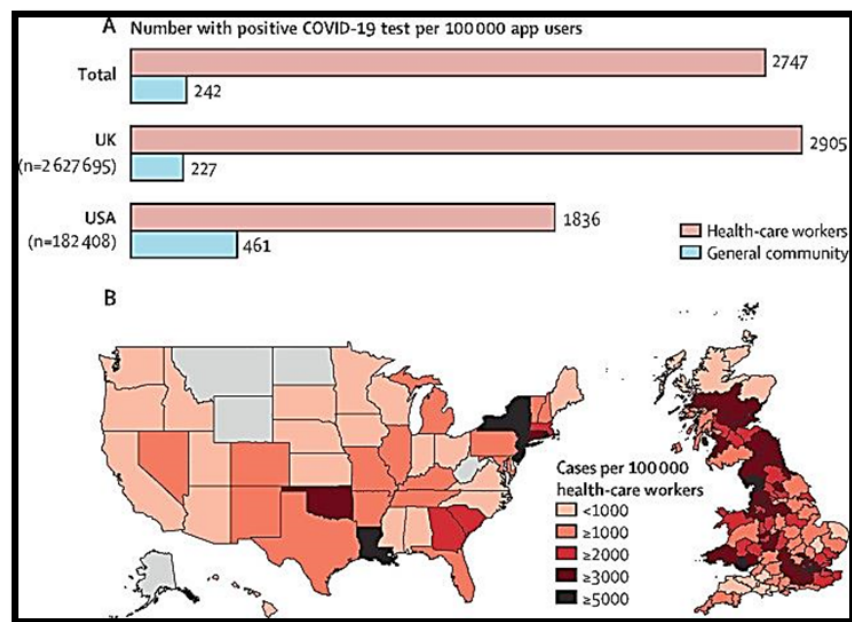 A Number with positive COVID-19 test per 100 000 app users
Total
2747
242
UK
(n=2 627 695)
2905
227
USA
(n=182 408)
1836
461
Health-care workers
General community
B
Cases per 100 000
health-care workers
<1000
≥1000
≥2000
≥3000
≥5000